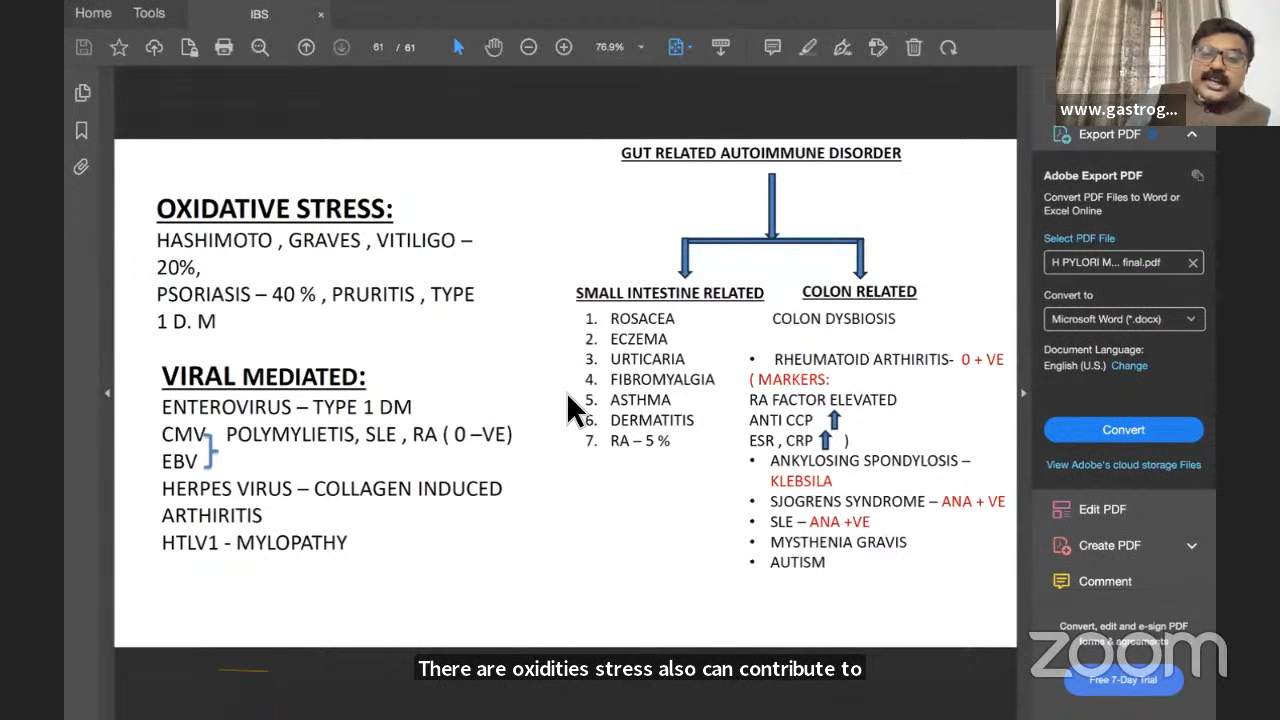 Home Tools IBS ×
61 / 61 76.9%
www.gastrog...
GUT RELATED AUTOIMMUNE DISORDER
OXIDATIVE STRESS:
HASHIMOTO , GRAVES , VITILIGO –
20%,
PSORIASIS – 40 % , PRURITIS , TYPE
1 D. M
VIRAL MEDIATED:
ENTEROVIRUS – TYPE 1 DM
CMV POLYMYLIETIS, SLE , RA ( 0 –VE)
EBV
HERPES VIRUS – COLLAGEN INDUCED
ARTHIRITIS
HTLV1 - MYLOPATHY
SMALL INTESTINE RELATED
1. ROSACEA
2. ECZEMA
3. URTICARIA
4. FIBROMYALGIA
5. ASTHMA
6. DERMATITIS
7. RA – 5 %
COLON RELATED
COLON DYSBIOSIS
• RHEUMATOID ARTHIRITIS- 0 + VE
( MARKERS:
RA FACTOR ELEVATED
ANTI CCP
ESR , CRP )
• ANKYLOSING SPONDYLOSIS –
KLEBSILA
• SJOGRENS SYNDROME – ANA + VE
• SLE – ANA +VE
• MYSTHENIA GRAVIS
• AUTISM
Export PDF
Adobe Export PDF
Convert PDF Files to Word or
Excel Online
Select PDF File
H PYLORI M... final.pdf ×
Convert to
Microsoft Word (*.docx)
Document Language:
English (U.S.) Change
Convert
View Adobe's cloud storage Files
Edit PDF
Create PDF
Comment
Convert, edit and e-sign PDF
forms & agreements
Free 7-Day Trial
zoom
There are oxidities stress also can contribute to